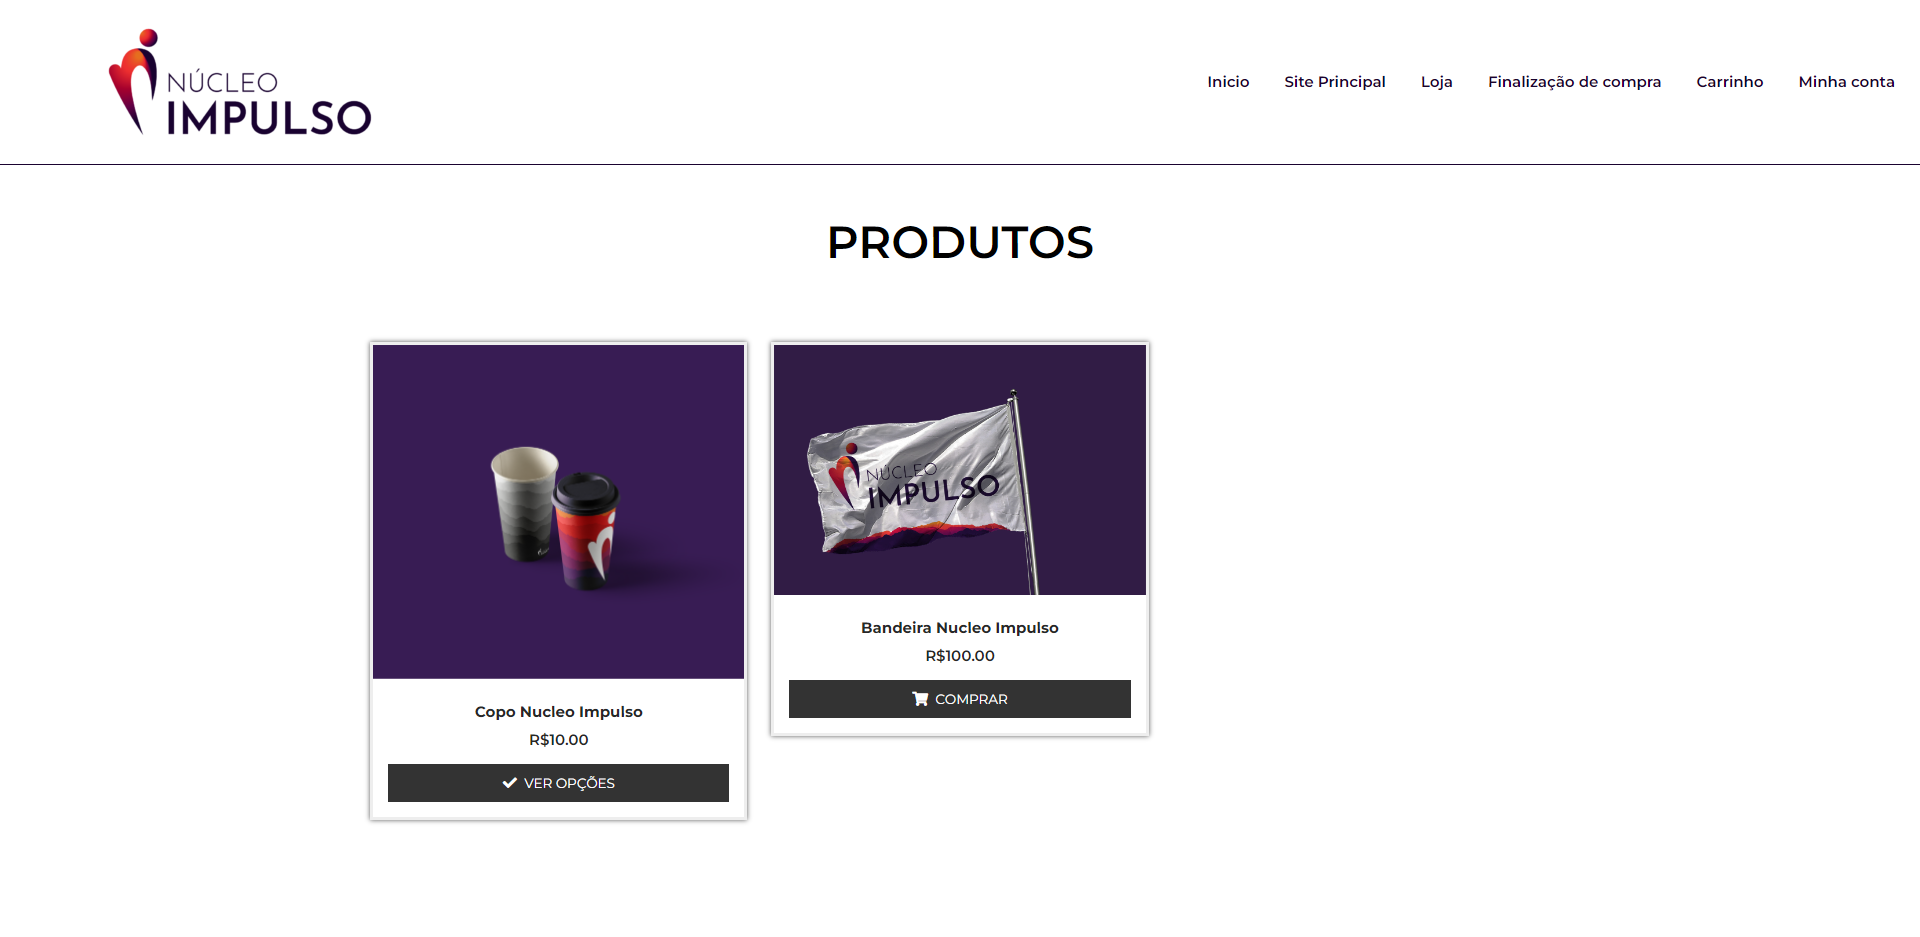 NÚCLEO
IMPULSO
Inicio
Site Principal
Loja
Finalização de compra
Carrinho
Minha conta
PRODUTOS
Copo Nucleo Impulso
R$10.00
VER OPÇÕES
NÚCLEO
IMPULSO
Bandeira Nucleo Impulso
R$100.00
COMPRAR